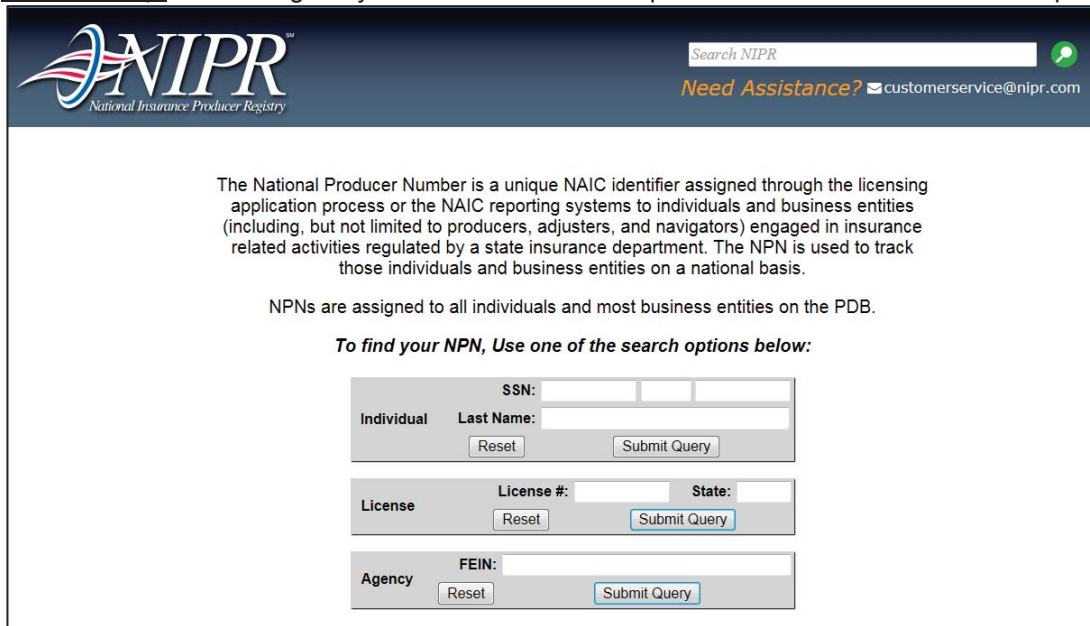 NIPR
SM
National Insurance Producer Registry
Search NIPR
Need Assistance? customerservice@nipr.com
The National Producer Number is a unique NAIC identifier assigned through the licensing
application process or the NAIC reporting systems to individuals and business entities
(including, but not limited to producers, adjusters, and navigators) engaged in insurance
related activities regulated by a state insurance department. The NPN is used to track
those individuals and business entities on a national basis.
NPNs are assigned to all individuals and most business entities on the PDB.
To find your NPN, Use one of the search options below:
SSN:
Individual Last Name:
Reset Submit Query
License #: State:
License
Reset Submit Query
FEIN:
Agency
Reset Submit Query